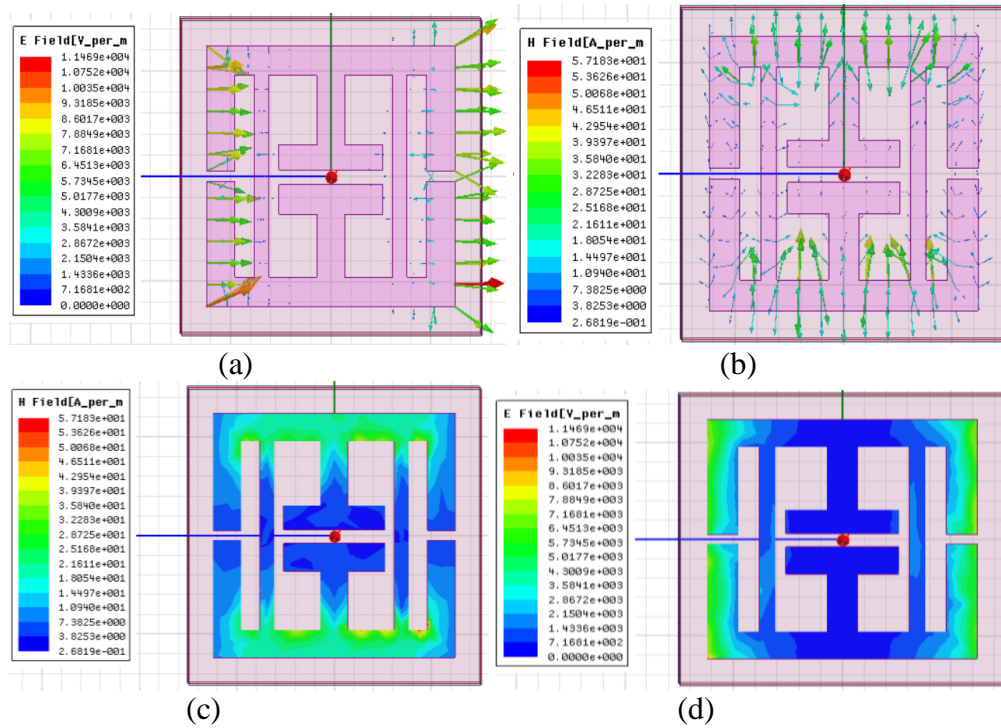 E Field[V_per_m
1.1469e+004
1.0752e+004
1.0035e+004
9.3185e+003
8.6017e+003
7.8849e+003
7.1681e+003
6.4513e+003
5.7345e+003
5.0177e+003
4.3009e+003
3.5841e+003
2.8672e+003
2.1504e+003
1.4336e+003
7.1681e+002
0.0000e+000
(a)
H Field[A_per_m
5.7183e+001
5.3626e+001
5.0068e+001
4.6511e+001
4.2954e+001
3.9397e+001
3.5840e+001
3.2283e+001
2.8725e+001
2.5168e+001
2.1611e+001
1.8054e+001
1.4497e+001
1.0940e+001
7.3825e+000
3.8253e+000
2.6819e-001
(b)
H Field[A_per_m
5.7183e+001
5.3626e+001
5.0068e+001
4.6511e+001
4.2954e+001
3.9397e+001
3.5840e+001
3.2283e+001
2.8725e+001
2.5168e+001
2.1611e+001
1.8054e+001
1.4497e+001
1.0940e+001
7.3825e+000
3.8253e+000
2.6819e-001
(c)
E Field[V_per_m
1.1469e+004
1.0752e+004
1.0035e+004
9.3185e+003
8.6017e+003
7.8849e+003
7.1681e+003
6.4513e+003
5.7345e+003
5.0177e+003
4.3009e+003
3.5841e+003
2.8672e+003
2.1504e+003
1.4336e+003
7.1681e+002
0.0000e+000
(d)